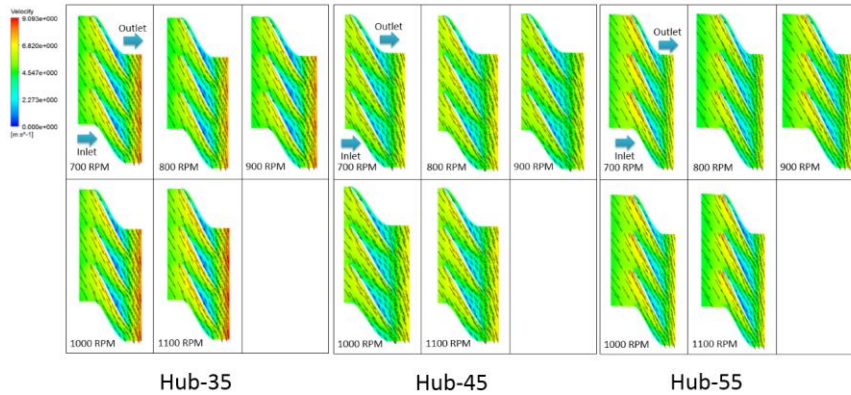 Velocity
9.093e+000
6.820e+000
4.547e+000
2.273e+000
0.000e+000
[m s^-1]
Outlet
Inlet
700 RPM
800 RPM
900 RPM
1000 RPM
1100 RPM
Hub-35
Outlet
Inlet
700 RPM
800 RPM
900 RPM
1000 RPM
1100 RPM
Hub-45
Outlet
Inlet
700 RPM
800 RPM
900 RPM
1000 RPM
1100 RPM
Hub-55